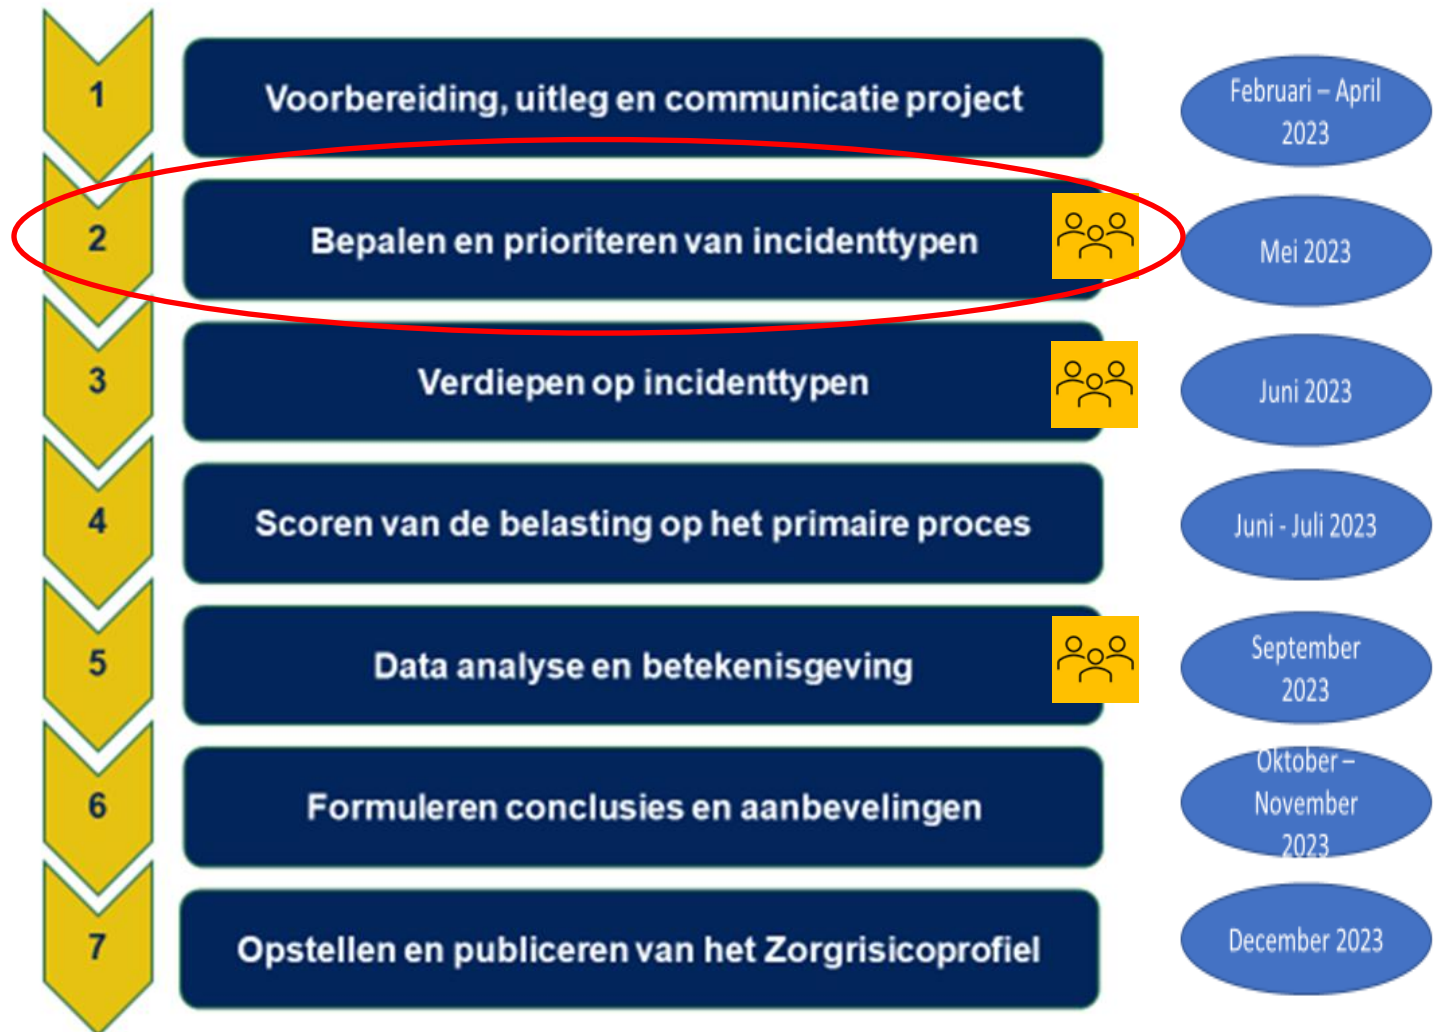 1
Voorbereiding, uitleg en communicatie project
Februari – April
2023
2
Bepalen en prioriteren van incidenttypen
Mei 2023
3
Verdiepen op incidenttypen
Juni 2023
4
Scoren van de belasting op het primaire proces
Juni - Juli 2023
5
Data analyse en betekenisgeving
September
2023
6
Formuleren conclusies en aanbevelingen
Oktober –
November
2023
7
Opstellen en publiceren van het Zorgrisicoprofiel
December 2023